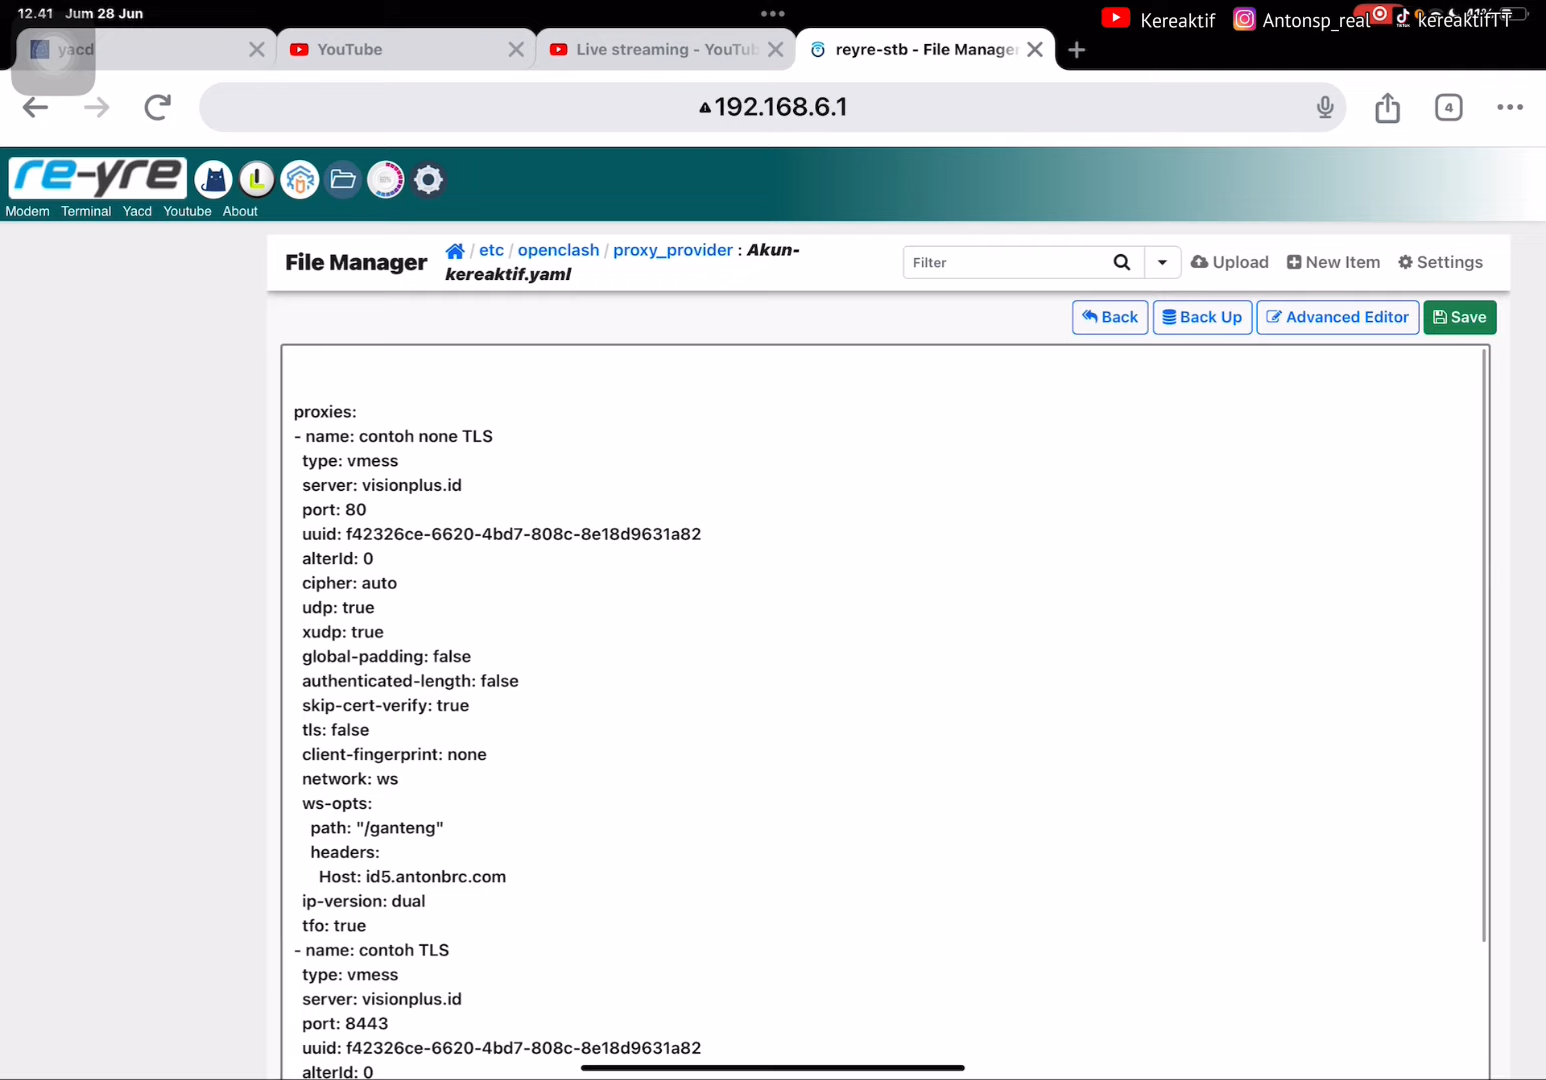 12.41 Jum 28 Jun
Kereaktif
Antonsp_real
kereaktifTT
yacd
YouTube
Live streaming - YouTub
reyre-stb - File Manager
192.168.6.1
4
re-yre
Modem Terminal Yacd Youtube About
File Manager
/ etc / openclash / proxy_provider : Akun-
kereaktif.yaml
Filter
Upload
New Item
Settings
Back
Back Up
Advanced Editor
Save
proxies:
- name: contoh none TLS
type: vmess
server: visionplus.id
port: 80
uuid: f42326ce-6620-4bd7-808c-8e18d9631a82
alterId: 0
cipher: auto
udp: true
xudp: true
global-padding: false
authenticated-length: false
skip-cert-verify: true
tls: false
client-fingerprint: none
network: ws
ws-opts:
path: "/ganteng"
headers:
Host: id5.antonbrc.com
ip-version: dual
tfo: true
- name: contoh TLS
type: vmess
server: visionplus.id
port: 8443
uuid: f42326ce-6620-4bd7-808c-8e18d9631a82
alterId: 0